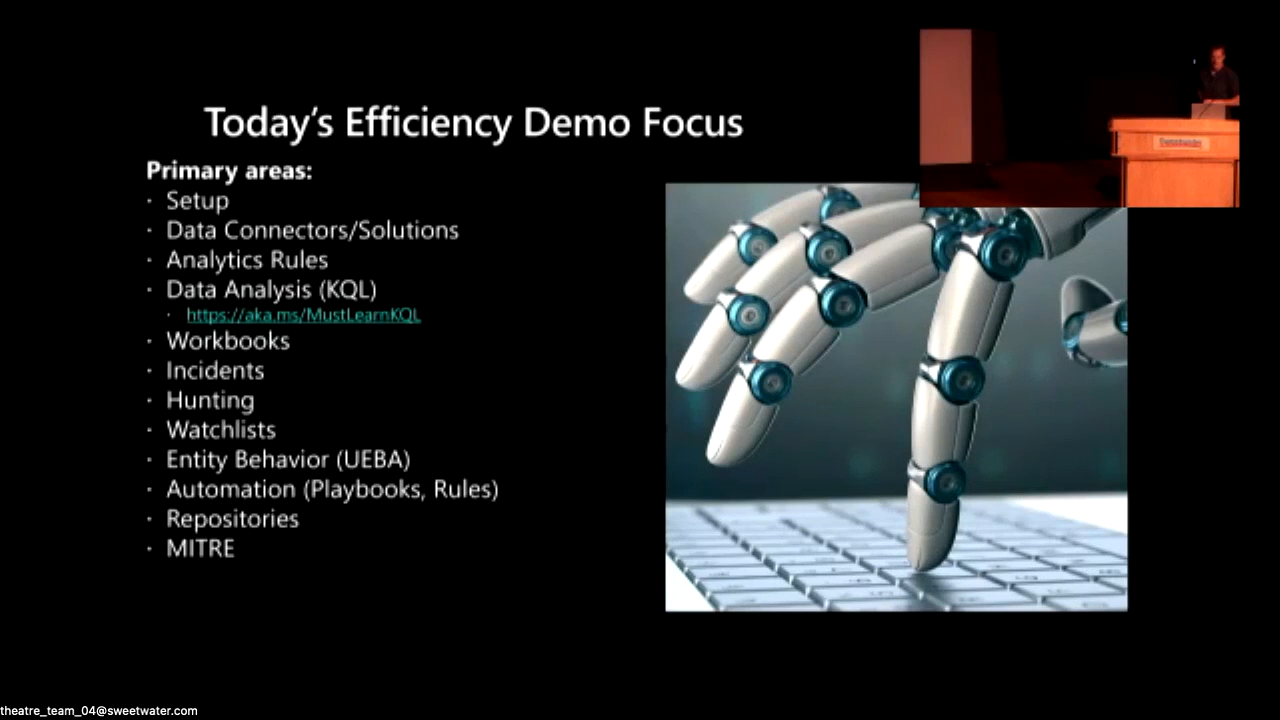 Today's Efficiency Demo Focus
Primary areas:
· Setup
· Data Connectors/Solutions
· Analytics Rules
· Data Analysis (KQL)
· https://aka.ms/MustLearnKQL
· Workbooks
· Incidents
· Hunting
· Watchlists
· Entity Behavior (UEBA)
· Automation (Playbooks, Rules)
· Repositories
· MITRE
theatre_team_04@sweetwater.com